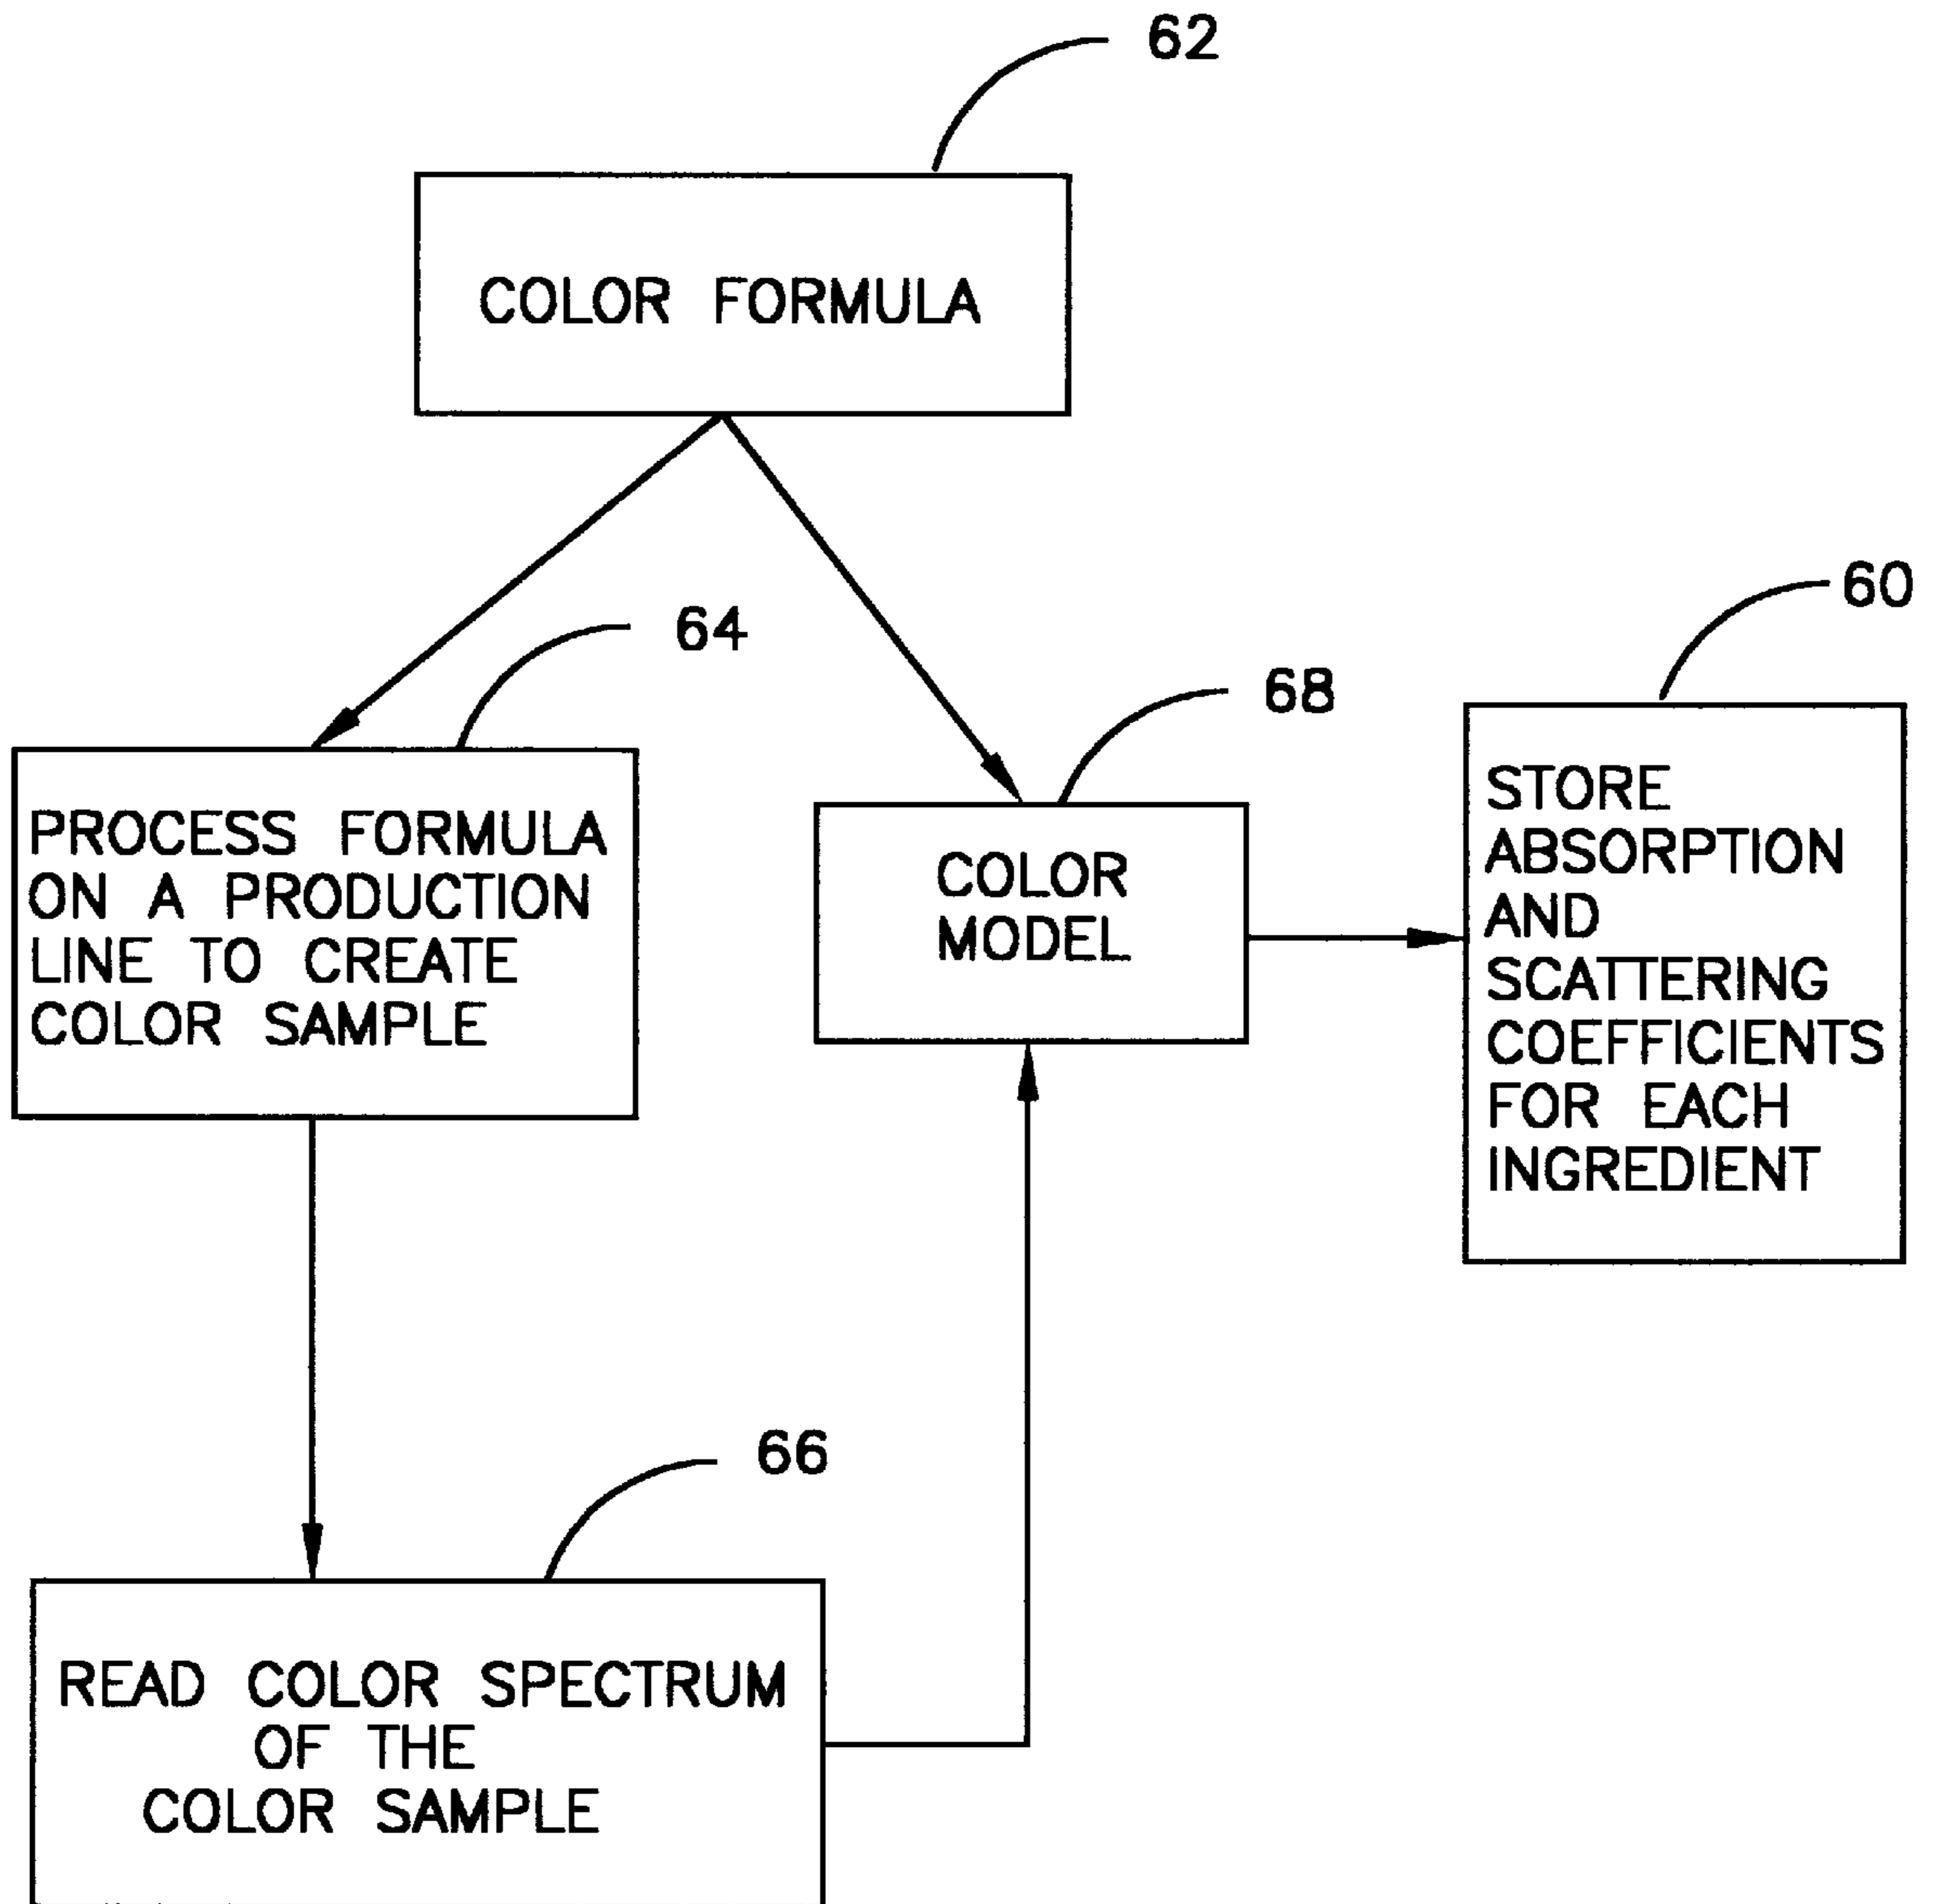 62
COLOR FORMULA
64
68
60
PROCESS FORMULA
ON A PRODUCTION
LINE TO CREATE
COLOR SAMPLE
COLOR
MODEL
STORE
ABSORPTION
AND
SCATTERING
COEFFICIENTS
FOR EACH
INGREDIENT
66
READ COLOR SPECTRUM
OF THE
COLOR SAMPLE